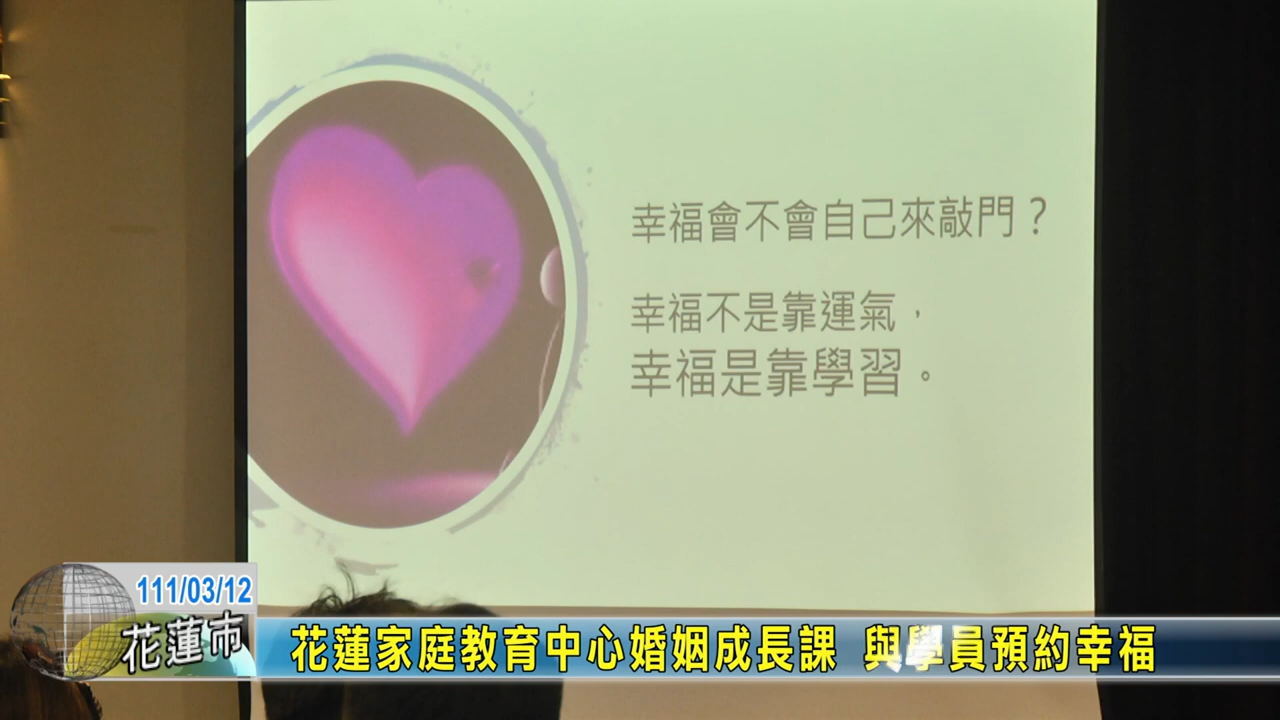 幸福會不會自己來敲門？
幸福不是靠運氣，
幸福是靠學習。
111/03/12
花蓮市
花蓮家庭教育中心婚姻成長課 與學員預約幸福